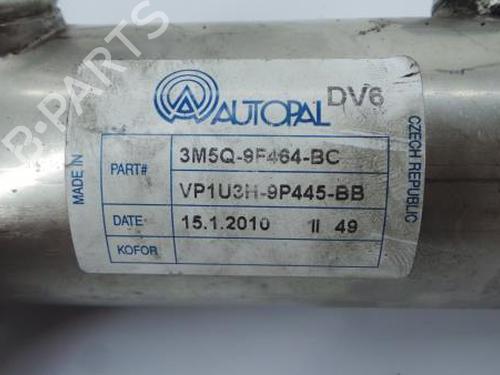 B-PARTS
AUTOPAL DV6
MADE IN
CZECH REPUBLIC
PART# 3M5Q-9F464-BC
VP1U3H-9P445-BB
DATE 15.1.2010 II 49
KOFOR